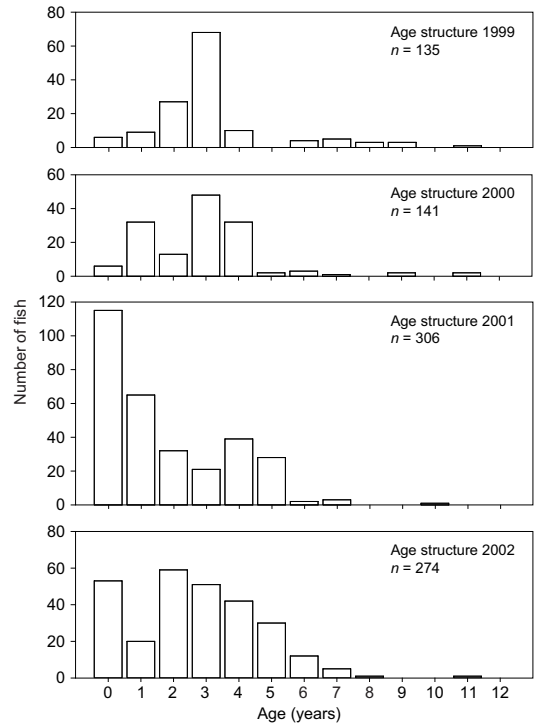 80
60
40
20
0
Age structure 1999
n = 135
60
40
20
0
Age structure 2000
n = 141
Number of fish
120
100
80
60
40
20
0
Age structure 2001
n = 306
80
60
40
20
0
Age structure 2002
n = 274
0 1 2 3 4 5 6 7 8 9 10 11 12
Age (years)